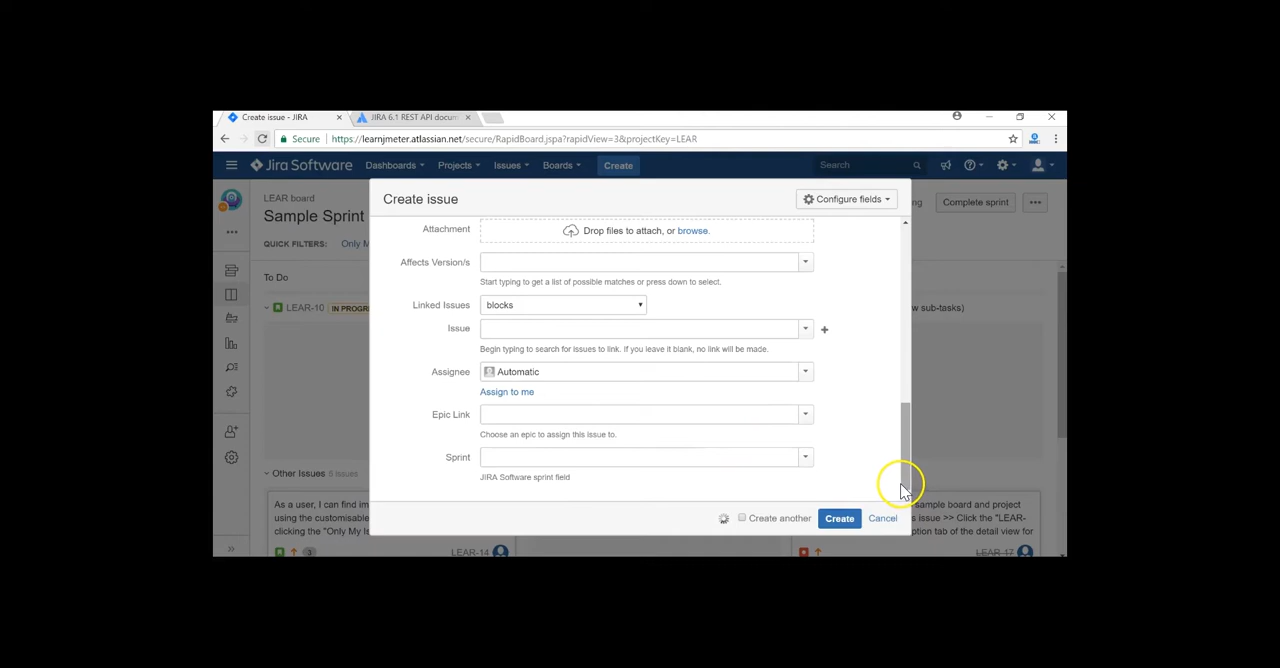 Create issue - JIRA
JIRA 6.1 REST API docum
Secure https://learnjmeter.atlassian.net/secure/RapidBoard.jspa?rapidView=3&projectKey=LEAR
Jira Software Dashboards Projects Issues Boards Create Search
LEAR board
Sample Sprint
Complete sprint
QUICK FILTERS: Only M
To Do
LEAR-10 IN PROGR
w sub-tasks)
Other Issues 6 issues
As a user, I can find im
using the customisable
clicking the "Only My Is
3 LEAR-14
sample board and project
s issue >> Click the "LEAR-
ption tab of the detail view for
LEAR-17
Create issue
Configure fields
Attachment Drop files to attach, or browse.
Affects Version/s
Start typing to get a list of possible matches or press down to select.
Linked Issues blocks
Issue
Begin typing to search for issues to link. If you leave it blank, no link will be made.
Assignee Automatic
Assign to me
Epic Link
Choose an epic to assign this issue to.
Sprint
JIRA Software sprint field
Create another Create Cancel